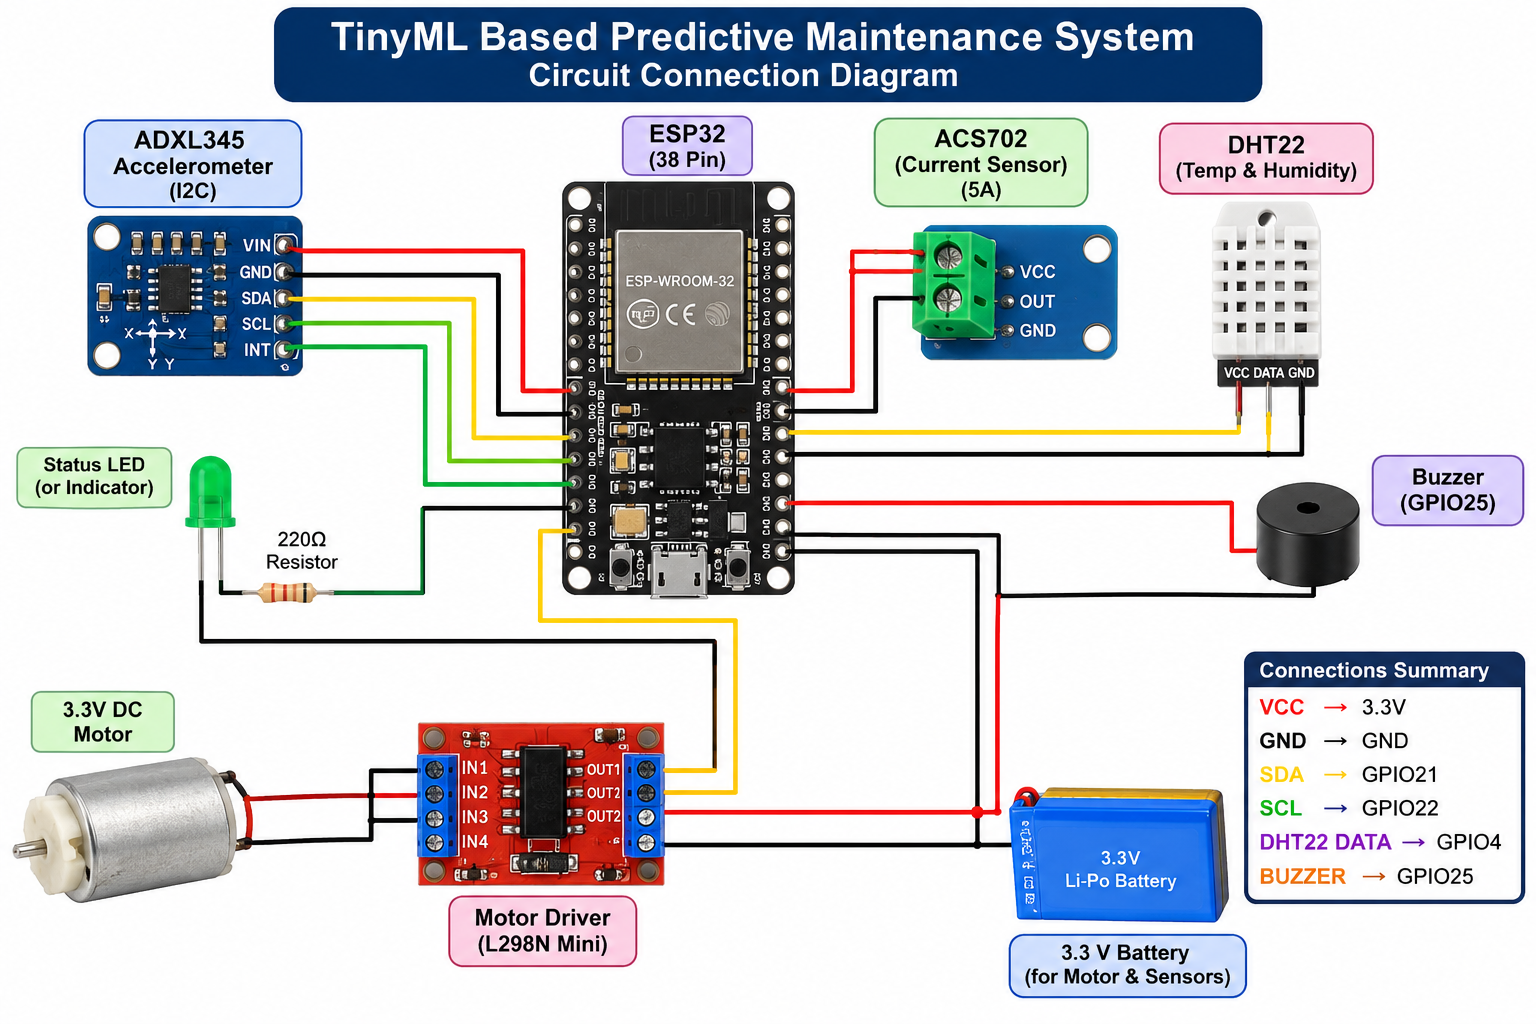 TinyML Based Predictive Maintenance System
Circuit Connection Diagram
ADXL345
Accelerometer
(I2C)
ESP32
(38 Pin)
ACS702
(Current Sensor)
(5A)
DHT22
(Temp & Humidity)
VIN
GND
SDA
SCL
INT
X
X
Y Y
ESP-WROOM-32
CE
VCC
OUT
GND
VCC DATA GND
Status LED
(or Indicator)
220Ω
Resistor
Buzzer
(GPIO25)
3.3V DC
Motor
IN1
IN2
IN3
IN4
OUT1
OUT2
OUT2
Motor Driver
(L298N Mini)
3.3V
Li-Po Battery
3.3 V Battery
(for Motor & Sensors)
Connections Summary
VCC → 3.3V
GND → GND
SDA → GPIO21
SCL → GPIO22
DHT22 DATA → GPIO4
BUZZER → GPIO25